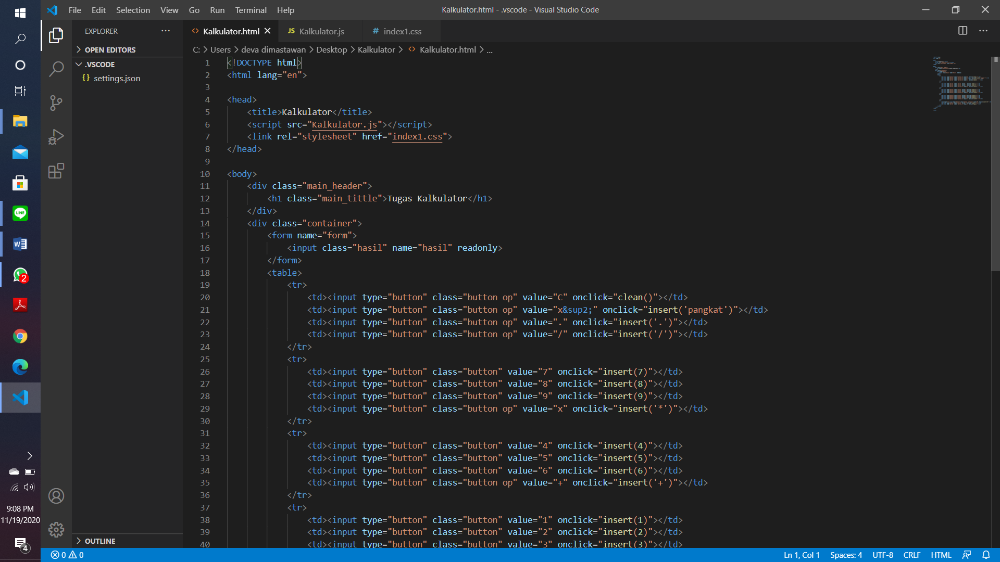 File Edit Selection View Go Run Terminal Help
Kalkulator.html - .vscode - Visual Studio Code
EXPLORER
OPEN EDITORS
.VSCODE
{} settings.json
OUTLINE
<> Kalkulator.html
JS Kalkulator.js
# index1.css
C: > Users > deva dimastawan > Desktop > Kalkulator > <> Kalkulator.html > ...
1 <!DOCTYPE html>
2 <html lang="en">
3
4 <head>
5 <title>Kalkulator</title>
6 <script src="Kalkulator.js"></script>
7 <link rel="stylesheet" href="index1.css">
8 </head>
9
10 <body>
11 <div class="main_header">
12 <h1 class="main_tittle">Tugas Kalkulator</h1>
13 </div>
14 <div class="container">
15 <form name="form">
16 <input class="hasil" name="hasil" readonly>
17 </form>
18 <table>
19 <tr>
20 <td><input type="button" class="button op" value="C" onclick="clean()"></td>
21 <td><input type="button" class="button op" value="x&sup2;" onclick="insert('pangkat')"></td>
22 <td><input type="button" class="button op" value="." onclick="insert('.')"></td>
23 <td><input type="button" class="button op" value="/" onclick="insert('/')"></td>
24 </tr>
25 <tr>
26 <td><input type="button" class="button" value="7" onclick="insert(7)"></td>
27 <td><input type="button" class="button" value="8" onclick="insert(8)"></td>
28 <td><input type="button" class="button" value="9" onclick="insert(9)"></td>
29 <td><input type="button" class="button op" value="x" onclick="insert('*')"></td>
30 </tr>
31 <tr>
32 <td><input type="button" class="button" value="4" onclick="insert(4)"></td>
33 <td><input type="button" class="button" value="5" onclick="insert(5)"></td>
34 <td><input type="button" class="button" value="6" onclick="insert(6)"></td>
35 <td><input type="button" class="button op" value="+" onclick="insert('+')"></td>
36 </tr>
37 <tr>
38 <td><input type="button" class="button" value="1" onclick="insert(1)"></td>
39 <td><input type="button" class="button" value="2" onclick="insert(2)"></td>
40 <td><input type="button" class="button" value="3" onclick="insert(3)"></td>
LINE
W
2
9:08 PM
11/19/2020
4
0 0
Ln 1, Col 1 Spaces: 4 UTF-8 CRLF HTML